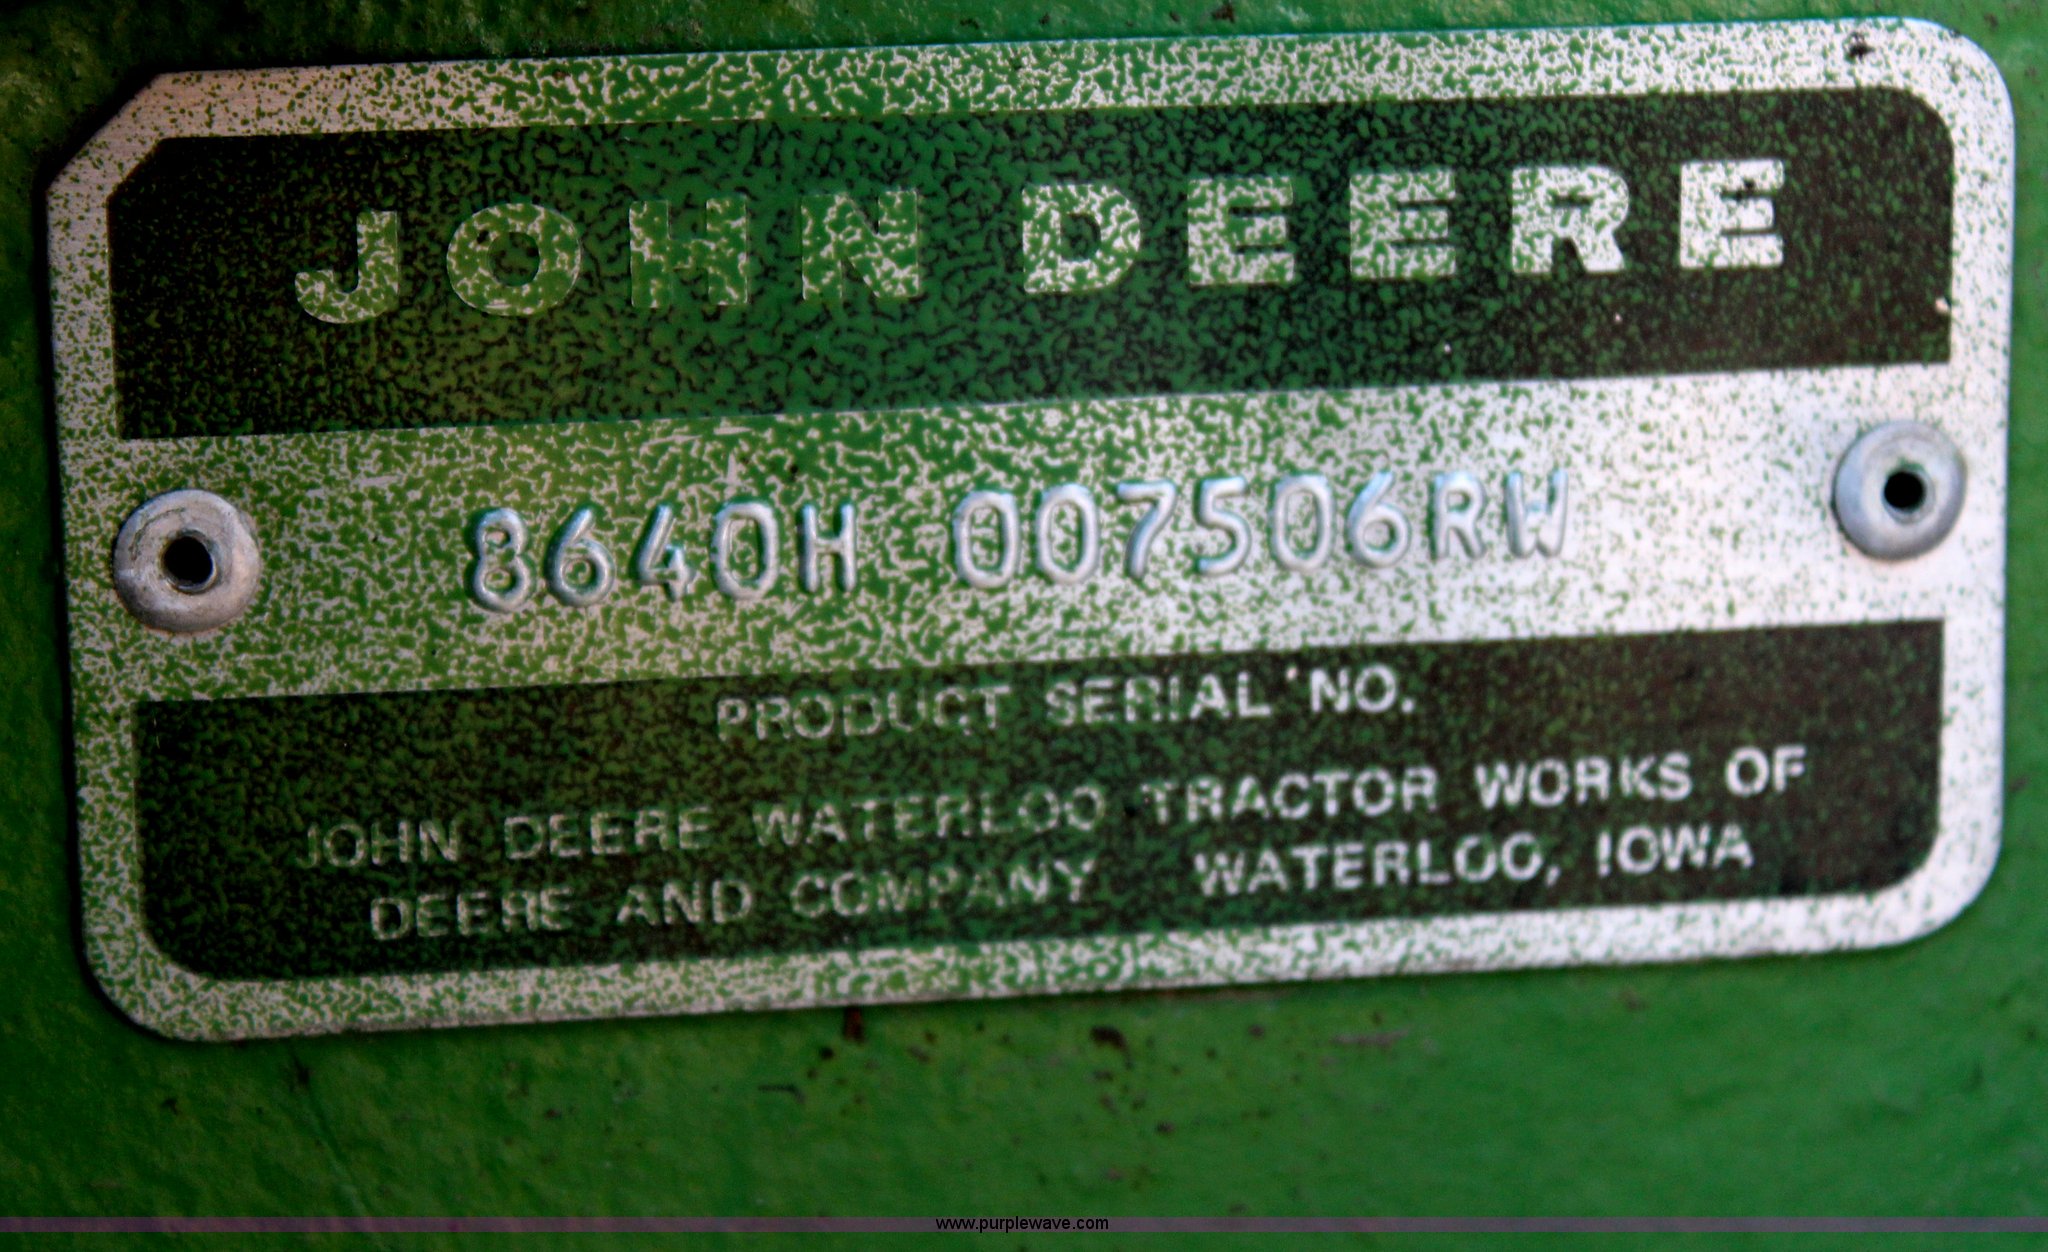 JOHN DEERE
8640H 007506RW
PRODUCT SERIAL NO.
JOHN DEERE WATERLOO TRACTOR WORKS OF
DEERE AND COMPANY WATERLOO, IOWA
www.purplewave.com